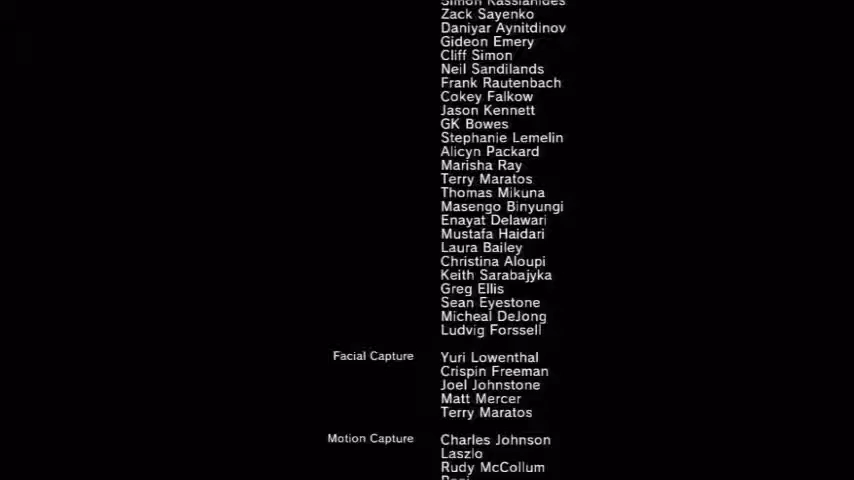 Simon Kassianides
Zack Sayenko
Daniyar Aynitdinov
Gideon Emery
Cliff Simon
Neil Sandilands
Frank Rautenbach
Cokey Falkow
Jason Kennett
GK Bowes
Stephanie Lemelin
Alicyn Packard
Marisha Ray
Terry Maratos
Thomas Mikuna
Masengo Binyungi
Enayat Delawari
Mustafa Haidari
Laura Bailey
Christina Aloupi
Keith Sarabajyka
Greg Ellis
Sean Eyestone
Micheal DeJong
Ludvig Forssell
Facial Capture Yuri Lowenthal
Crispin Freeman
Joel Johnstone
Matt Mercer
Terry Maratos
Motion Capture Charles Johnson
Laszlo
Rudy McCollum